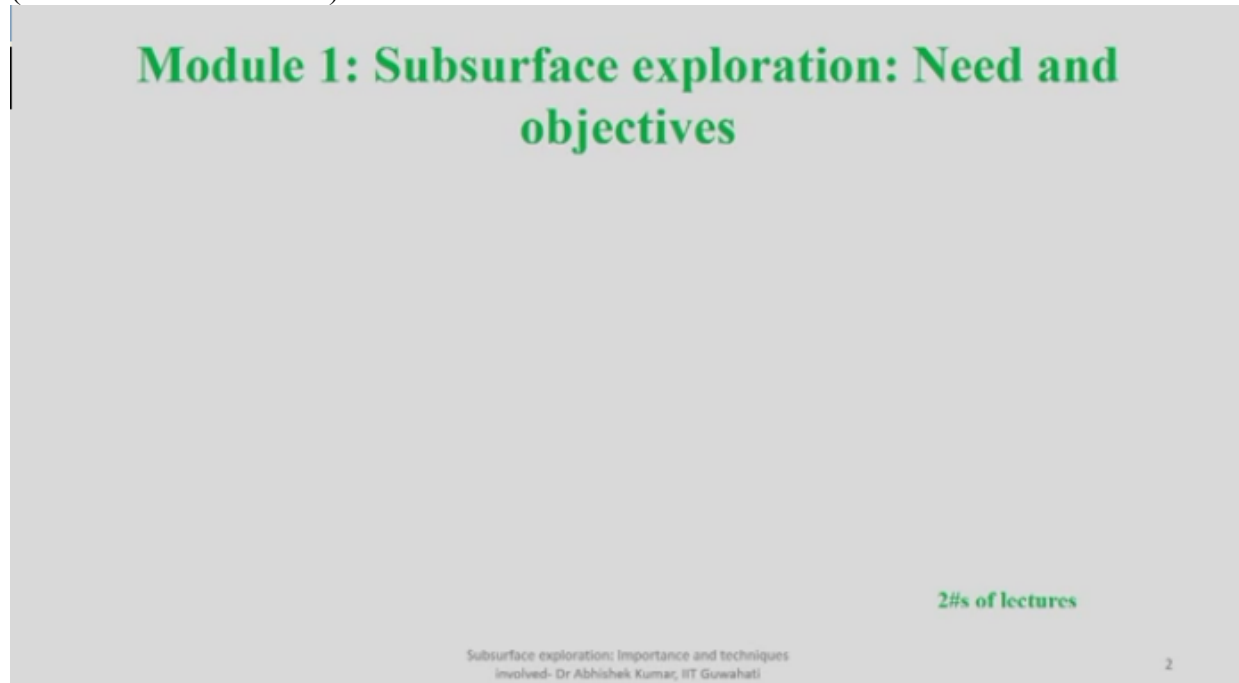 Module 1: Subsurface exploration: Need and
objectives
2#s of lectures
Subsurface exploration: Importance and techniques
involved- Dr Abhishek Kumar, IIT Guwahati
2